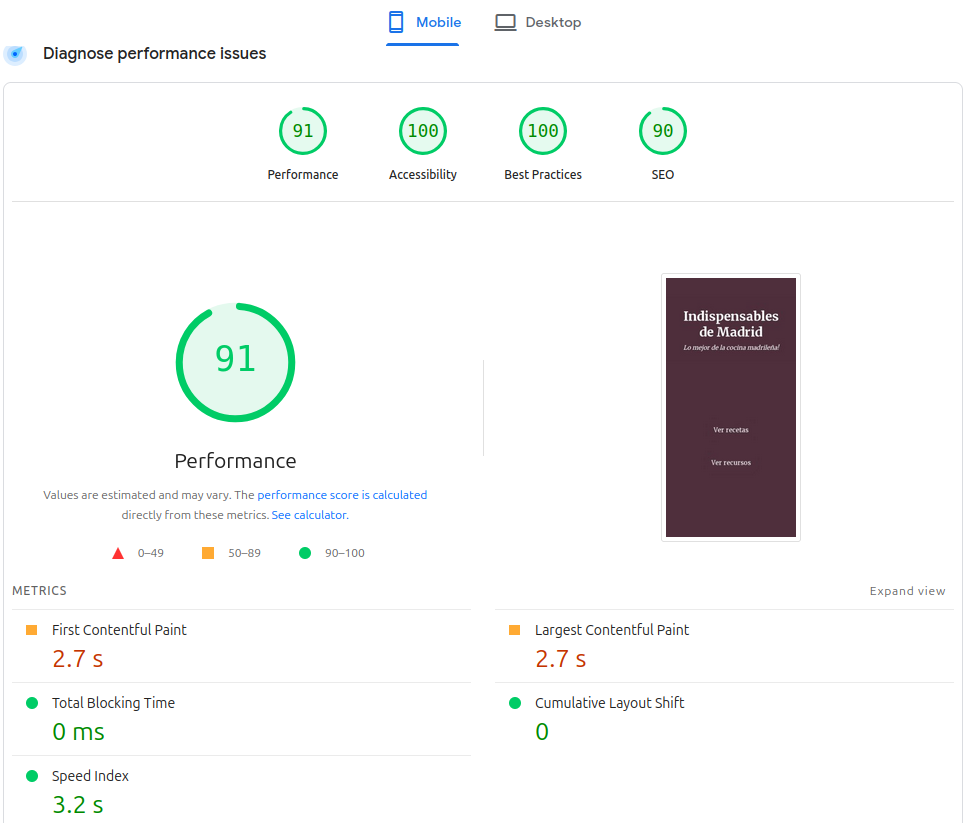 Mobile
Desktop
Diagnose performance issues
91
100
100
90
Performance
Accessibility
Best Practices
SEO
91
Performance
Values are estimated and may vary. The performance score is calculated
directly from these metrics. See calculator.
0–49
50–89
90–100
Indispensables
de Madrid
Lo mejor de la cocina madrileña!
Ver recetas
Ver recursos
METRICS
Expand view
First Contentful Paint
2.7 s
Largest Contentful Paint
2.7 s
Total Blocking Time
0 ms
Cumulative Layout Shift
0
Speed Index
3.2 s